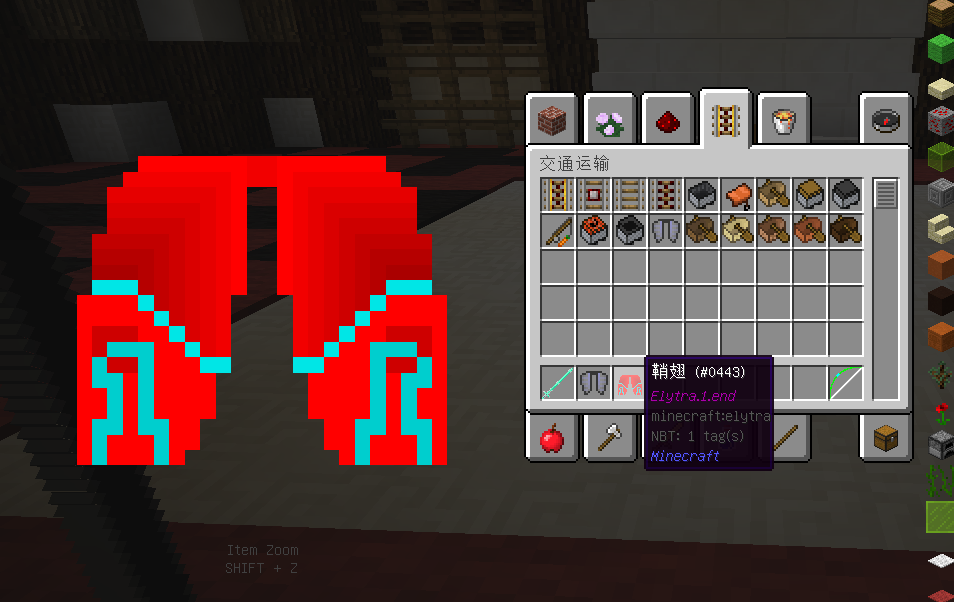 交通运输
鞘翅 (#0443)
Elytra.1.end
minecraft:elytra
NBT: 1 tag(s)
Minecraft
Item Zoom
SHIFT + Z